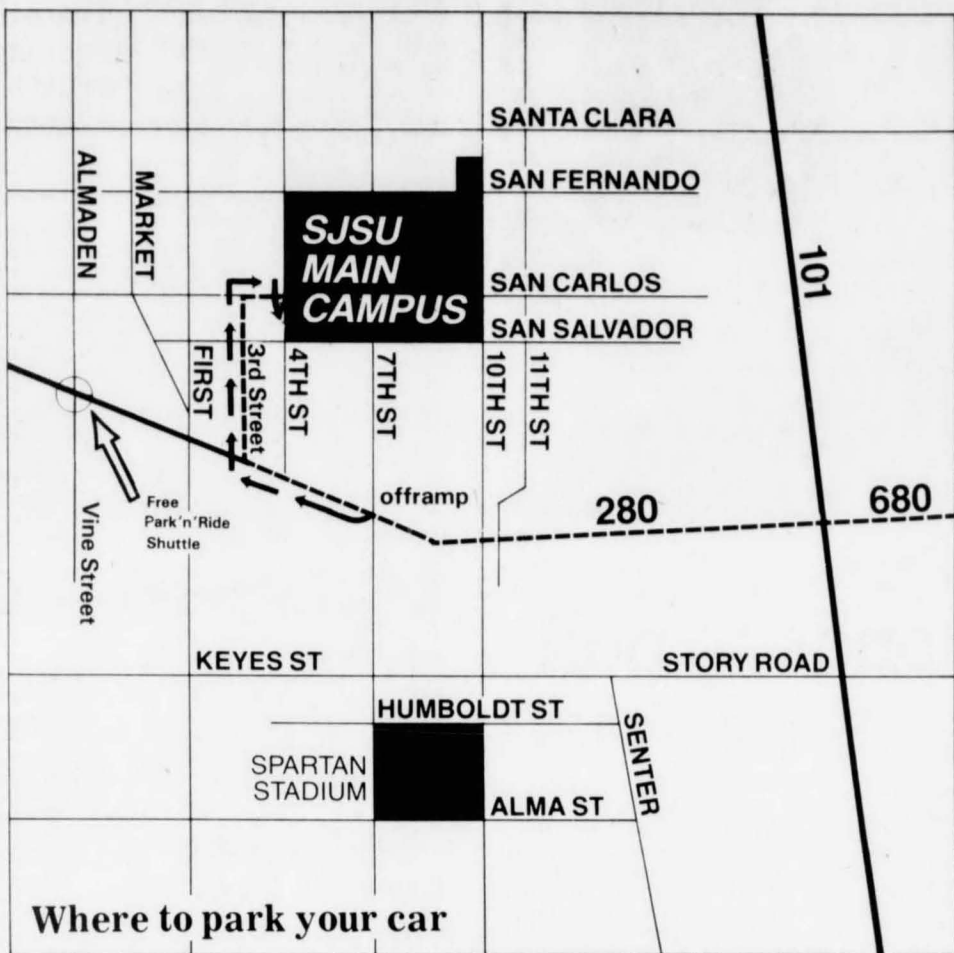 SANTA CLARA
SAN FERNANDO
ALMADEN
MARKET
SJSU
MAIN
CAMPUS
101
SAN CARLOS
SAN SALVADOR
FIRST
3rd Street
4TH ST
7TH ST
10TH ST
11TH ST
offramp
280
680
Free
Park'n'Ride
Shuttle
Vine Street
KEYES ST
STORY ROAD
HUMBOLDT ST
SENTER
SPARTAN
STADIUM
ALMA ST
Where to park your car